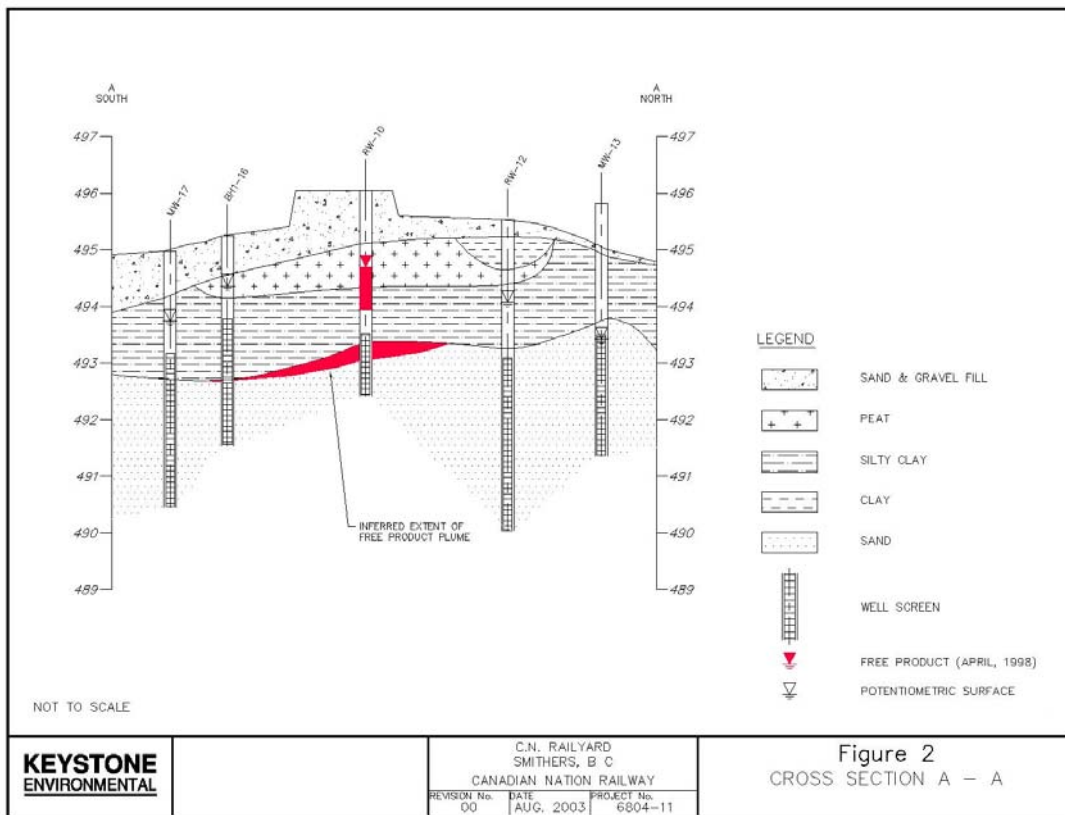 A
SOUTH
A
NORTH
497
496
495
494
493
492
491
490
489
497
496
495
494
493
492
491
490
489
MW-17
BH1-16
RW-10
RW-12
MW-13
INFERRED EXTENT OF
FREE PRODUCT PLUME
LEGEND
SAND & GRAVEL FILL
PEAT
SILTY CLAY
CLAY
SAND
WELL SCREEN
FREE PRODUCT (APRIL, 1998)
POTENTIOMETRIC SURFACE
NOT TO SCALE
KEYSTONE
ENVIRONMENTAL
C.N. RAILYARD
SMITHERS, B C
CANADIAN NATION RAILWAY
REVISION No.
00
DATE
AUG. 2003
PROJECT No.
6804-11
Figure 2
CROSS SECTION A - A